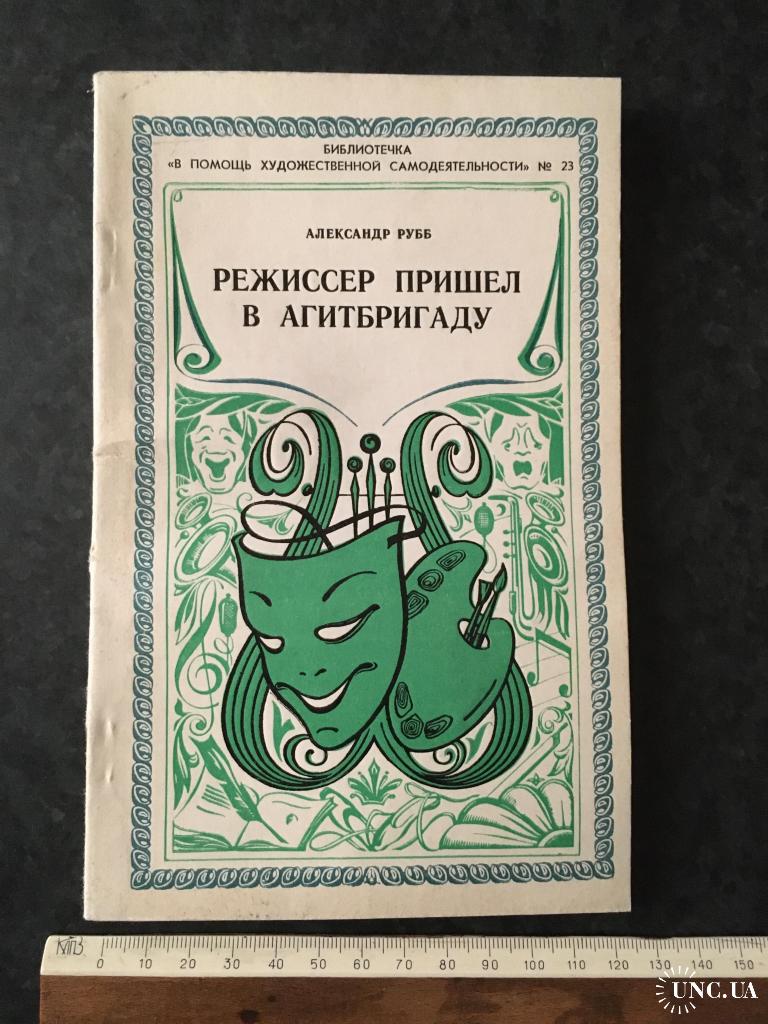 БИБЛИОТЕЧКА
«В ПОМОЩЬ ХУДОЖЕСТВЕННОЙ САМОДЕЯТЕЛЬНОСТИ» № 23
АЛЕКСАНДР РУББ
РЕЖИССЕР ПРИШЕЛ
В АГИТБРИГАДУ
0 10 20 30 40 50 60 70 80 90 100 110 120 130 140 150
UNC.UA